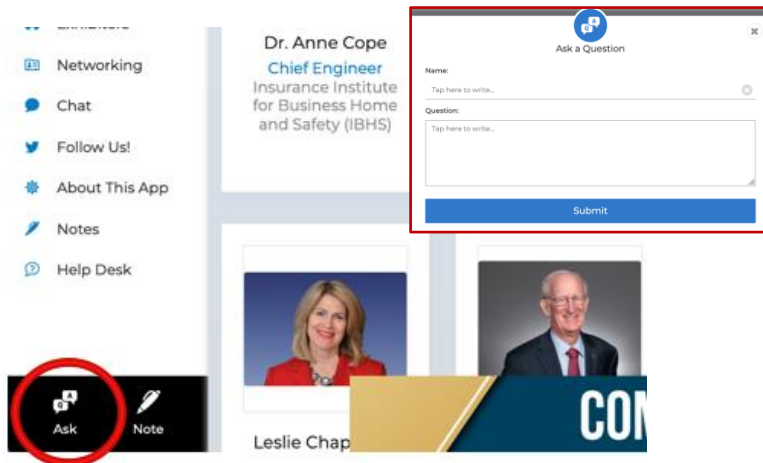 Networking
Chat
Follow Us!
About This App
Notes
Help Desk
Ask
Note
Dr. Anne Cope
Chief Engineer
Insurance Institute
for Business Home
and Safety (IBHS)
Leslie Chap
COM
Ask a Question
Name:
Tap here to write...
Question:
Tap here to write...
Submit